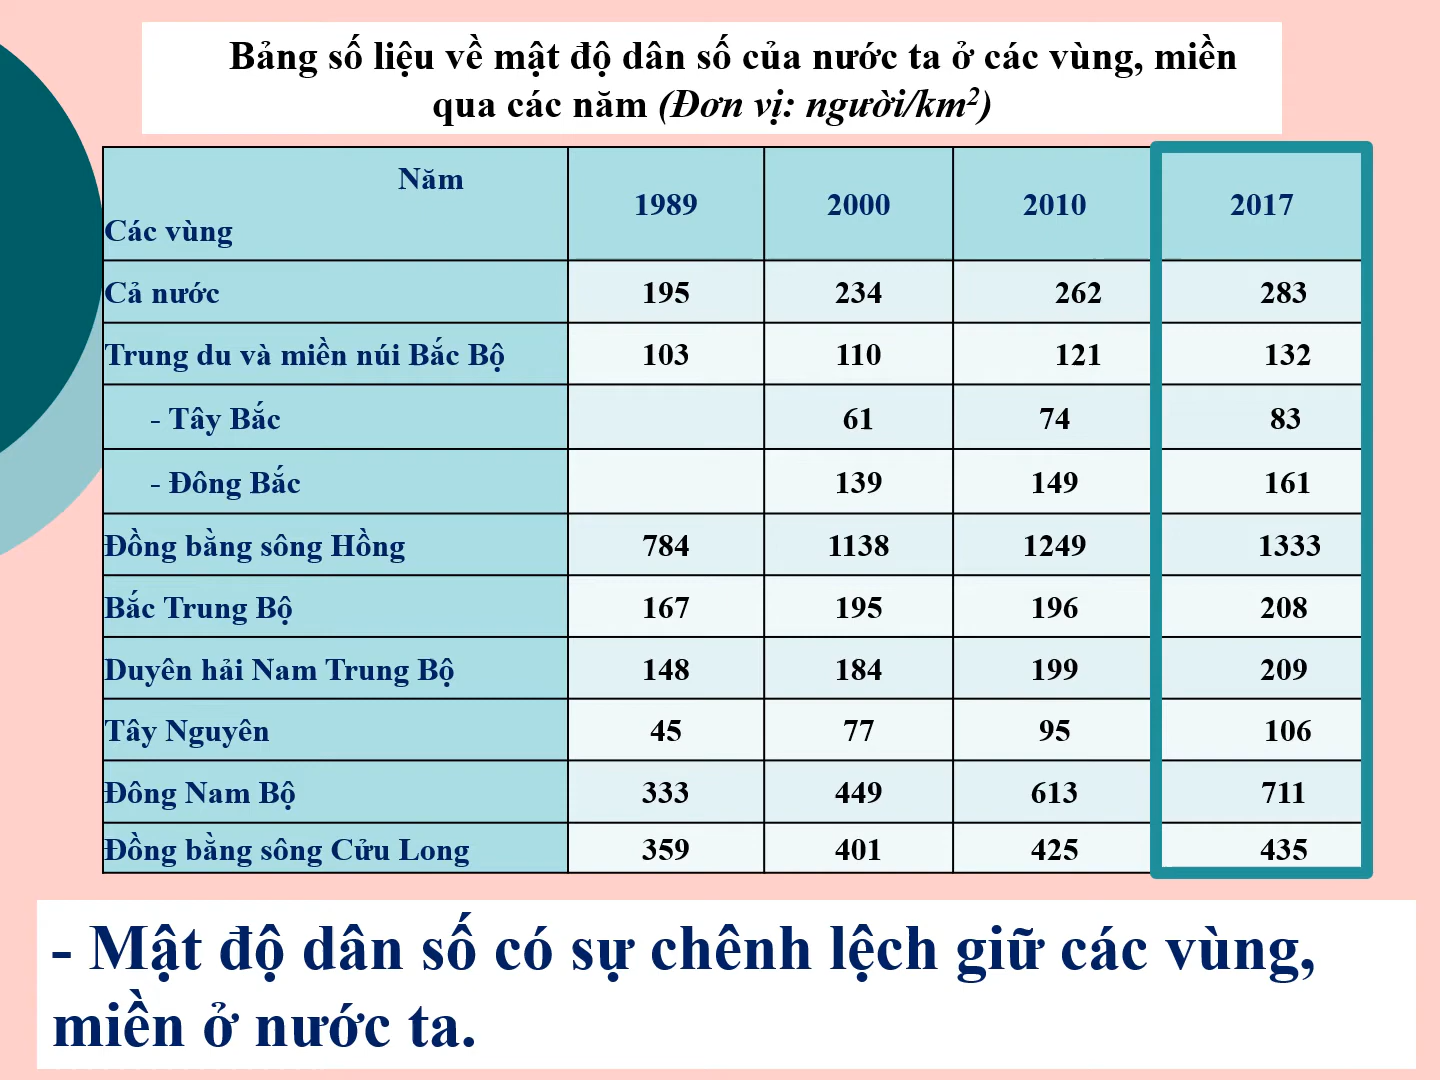 Bảng số liệu về mật độ dân số của nước ta ở các vùng, miền
qua các năm (Đơn vị: người/km²)
Năm
Các vùng
1989 2000 2010 2017
Cả nước 195 234 262 283
Trung du và miền núi Bắc Bộ 103 110 121 132
- Tây Bắc 61 74 83
- Đông Bắc 139 149 161
Đồng bằng sông Hồng 784 1138 1249 1333
Bắc Trung Bộ 167 195 196 208
Duyên hải Nam Trung Bộ 148 184 199 209
Tây Nguyên 45 77 95 106
Đông Nam Bộ 333 449 613 711
Đồng bằng sông Cửu Long 359 401 425 435
- Mật độ dân số có sự chênh lệch giữ các vùng,
miền ở nước ta.